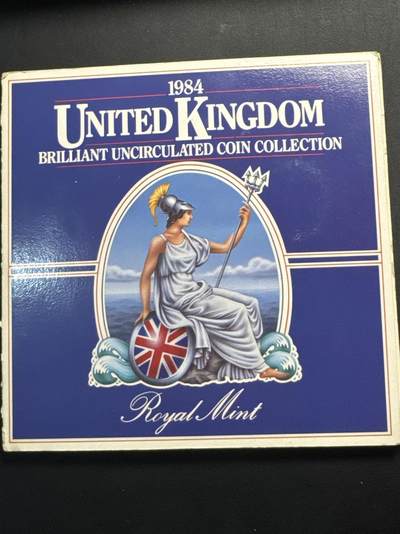 1984
UNITED KINGDOM
BRILLIANT UNCIRCULATED COIN COLLECTION
Royal Mint